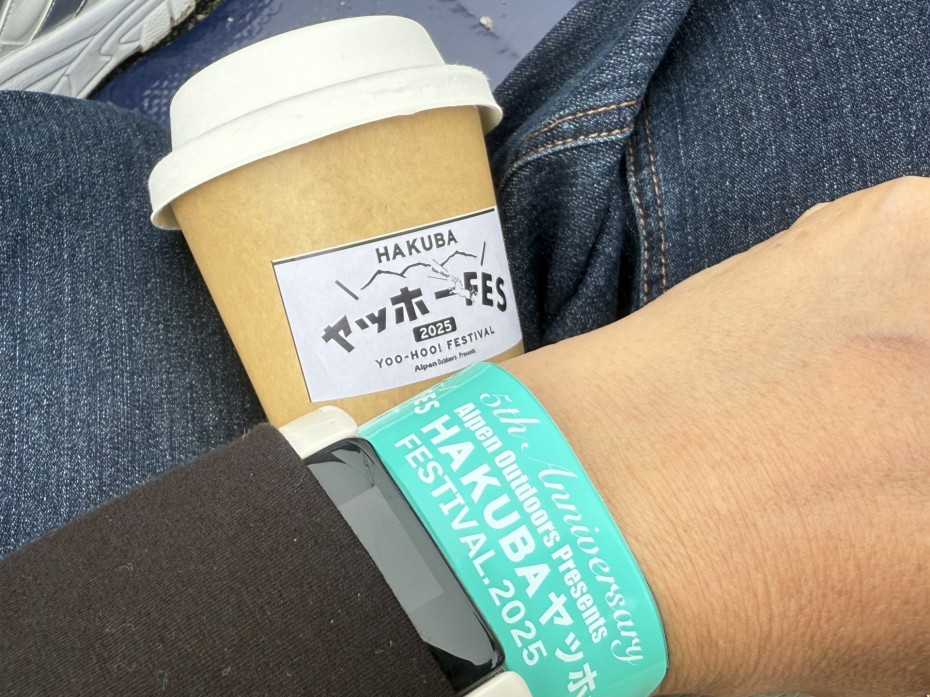 HAKUBA
ヤッホーFES
2025
YOO-HOO! FESTIVAL
Alpen Outdoors Presents
5th Anniversary
Alpen Outdoors Presents
ES HAKUBAヤッホ
FESTIVAL.2025